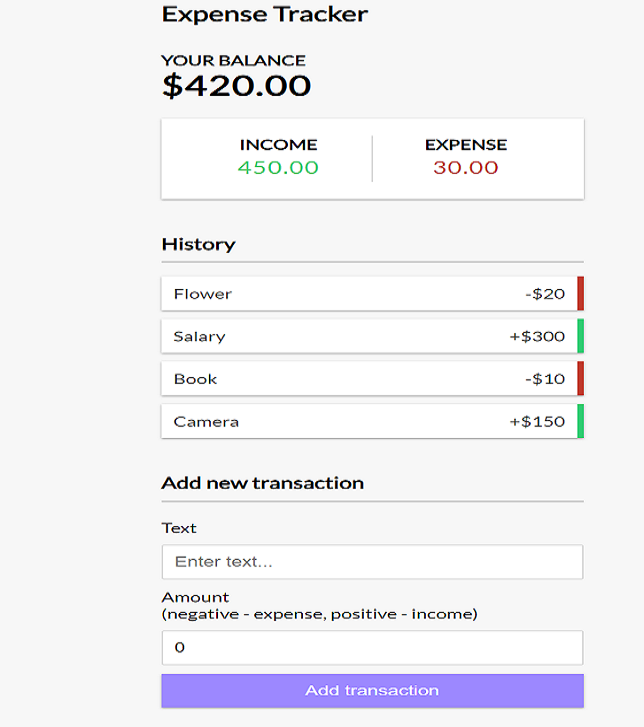 Expense Tracker
YOUR BALANCE
$420.00
INCOME EXPENSE
450.00 30.00
History
Flower -$20
Salary +$300
Book -$10
Camera +$150
Add new transaction
Text
Enter text...
Amount
(negative - expense, positive - income)
0
Add transaction